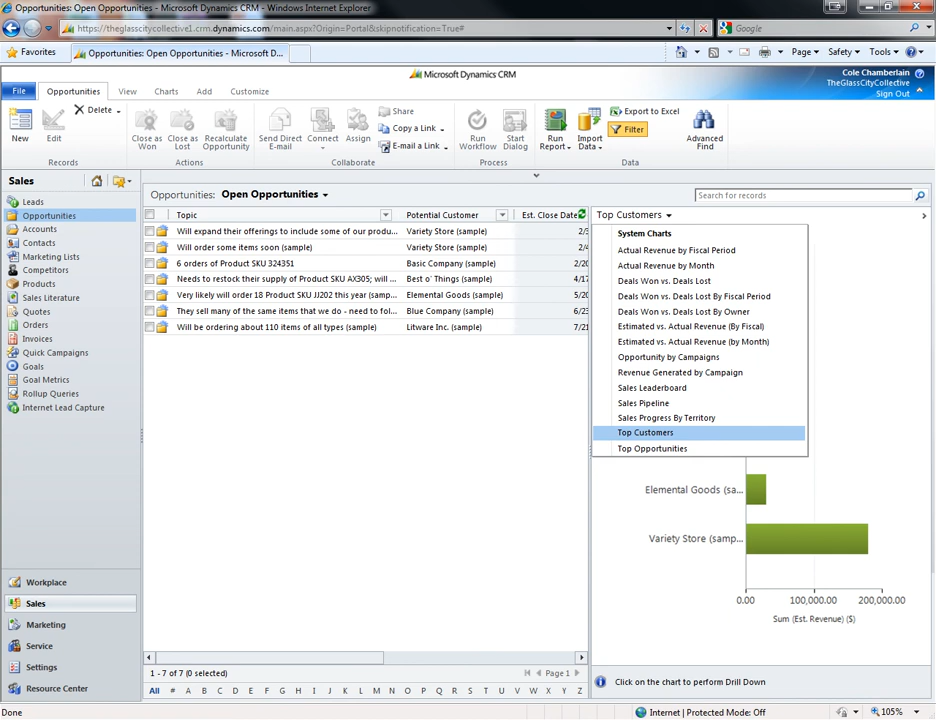 Opportunities: Open Opportunities - Microsoft Dynamics CRM - Windows Internet Explorer
https://theglasscitycollective1.crm.dynamics.com/main.aspx?Origin=Portal&skipnotification=True#
Google
Favorites
Opportunities: Open Opportunities - Microsoft D...
Page
Safety
Tools
Microsoft Dynamics CRM
Cole Chamberlain
TheGlassCityCollective
Sign Out
File
Opportunities
View
Charts
Add
Customize
New
Edit
Delete
Records
Close as Won
Close as Lost
Recalculate Opportunity
Actions
Send Direct E-mail
Connect
Assign
Share
Copy a Link
E-mail a Link
Collaborate
Run Workflow
Start Dialog
Process
Run Report
Import Data
Export to Excel
Filter
Advanced Find
Data
Sales
Leads
Opportunities
Accounts
Contacts
Marketing Lists
Competitors
Products
Sales Literature
Quotes
Orders
Invoices
Quick Campaigns
Goals
Goal Metrics
Rollup Queries
Internet Lead Capture
Workplace
Sales
Marketing
Service
Settings
Resource Center
Opportunities: Open Opportunities
Search for records
Topic Potential Customer Est. Close Date
Will expand their offerings to include some of our produ... Variety Store (sample) 2/3
Will order some items soon (sample) Variety Store (sample) 2/4
6 orders of Product SKU 324351 Basic Company (sample) 2/20
Needs to restock their supply of Product SKU AX305; will ... Best o' Things (sample) 4/17
Very likely will order 18 Product SKU JJ202 this year (samp... Elemental Goods (sample) 5/20
They sell many of the same items that we do - need to fol... Blue Company (sample) 6/23
Will be ordering about 110 items of all types (sample) Litware Inc. (sample) 7/21
Top Customers
System Charts
Actual Revenue by Fiscal Period
Actual Revenue by Month
Deals Won vs. Deals Lost
Deals Won vs. Deals Lost By Fiscal Period
Deals Won vs. Deals Lost By Owner
Estimated vs. Actual Revenue (By Fiscal)
Estimated vs. Actual Revenue (by Month)
Opportunity by Campaigns
Revenue Generated by Campaign
Sales Leaderboard
Sales Pipeline
Sales Progress By Territory
Top Customers
Top Opportunities
Elemental Goods (sa...
Variety Store (samp...
0.00 100,000.00 200,000.00
Sum (Est. Revenue) ($)
1 - 7 of 7 (0 selected)
Page 1
All # A B C D E F G H I J K L M N O P Q R S T U V W X Y Z
Click on the chart to perform Drill Down
Done
Internet | Protected Mode: Off
105%